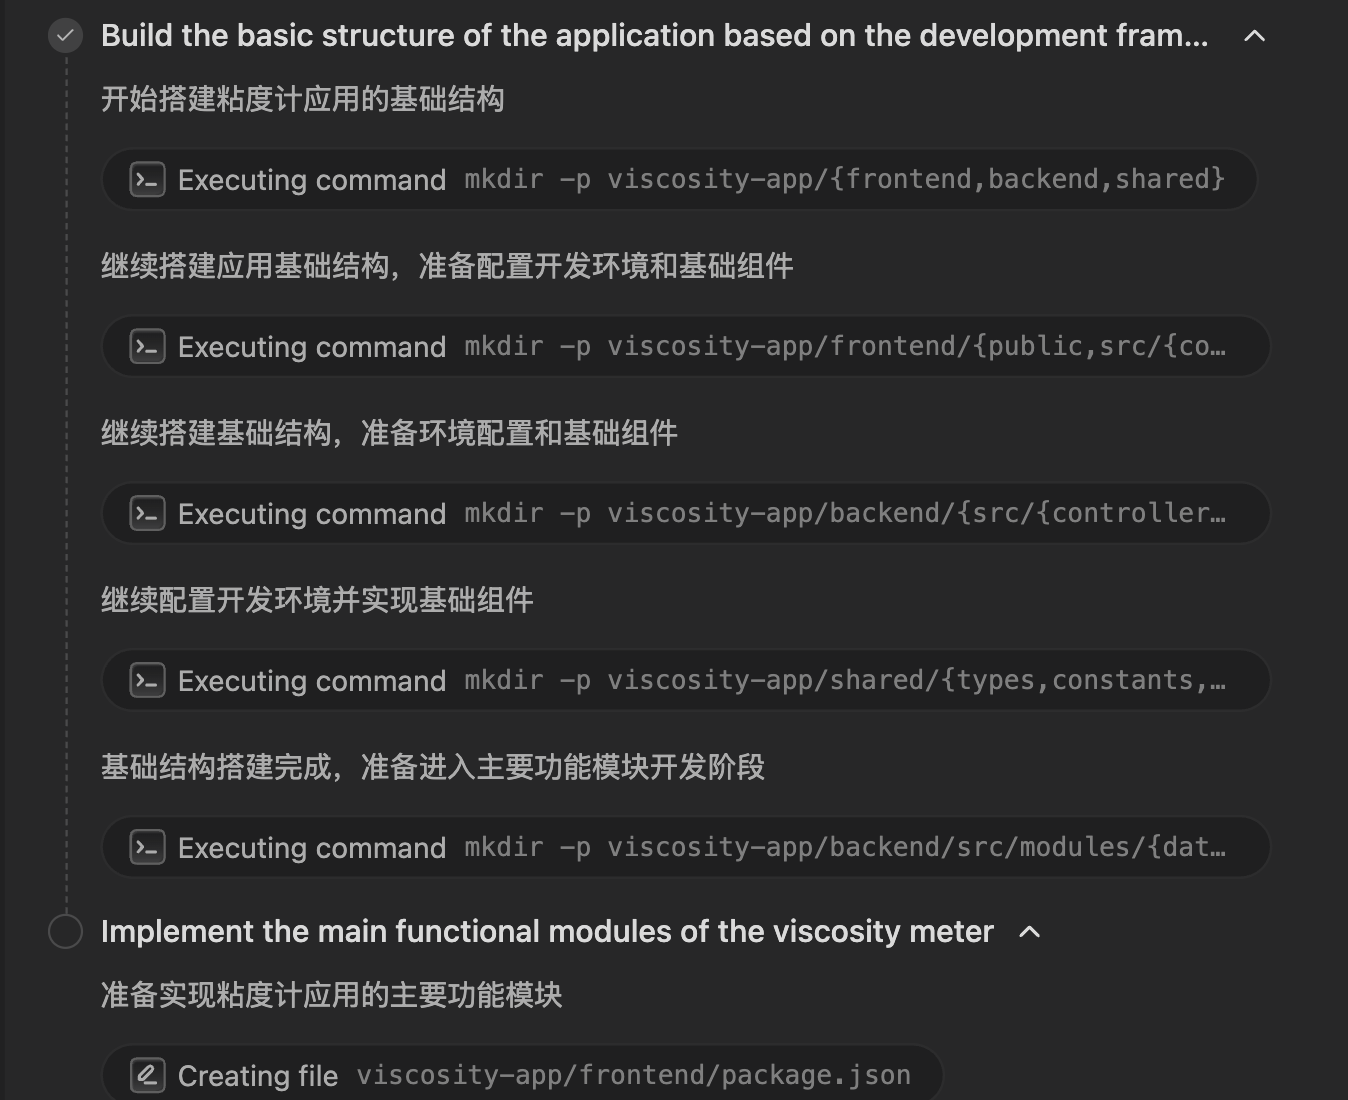 Build the basic structure of the application based on the development fram...
开始搭建粘度计应用的基础结构
Executing command mkdir -p viscosity-app/{frontend,backend,shared}
继续搭建应用基础结构，准备配置开发环境和基础组件
Executing command mkdir -p viscosity-app/frontend/{public,src/{co…
继续搭建基础结构，准备环境配置和基础组件
Executing command mkdir -p viscosity-app/backend/{src/{controller…
继续配置开发环境并实现基础组件
Executing command mkdir -p viscosity-app/shared/{types,constants,…
基础结构搭建完成，准备进入主要功能模块开发阶段
Executing command mkdir -p viscosity-app/backend/src/modules/{dat…
Implement the main functional modules of the viscosity meter
准备实现粘度计应用的主要功能模块
Creating file viscosity-app/frontend/package.json